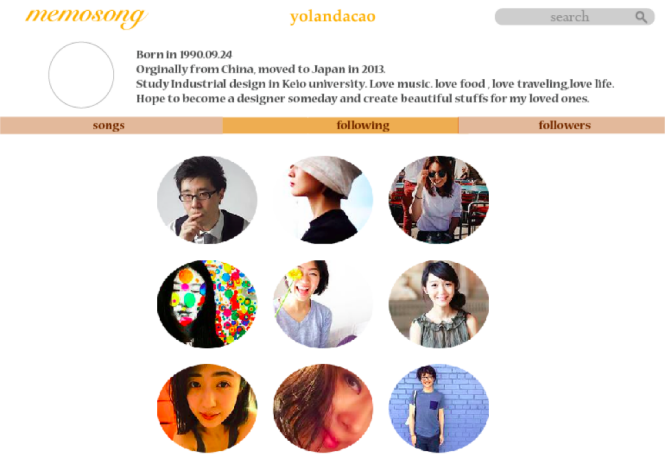 memosong
yolandacao
search
Born in 1990.09.24
Orginally from China, moved to Japan in 2013.
Study Industrial design in Keio university. Love music, love food , love traveling,love life.
Hope to become a designer someday and create beautiful stuffs for my loved ones.
songs
following
followers